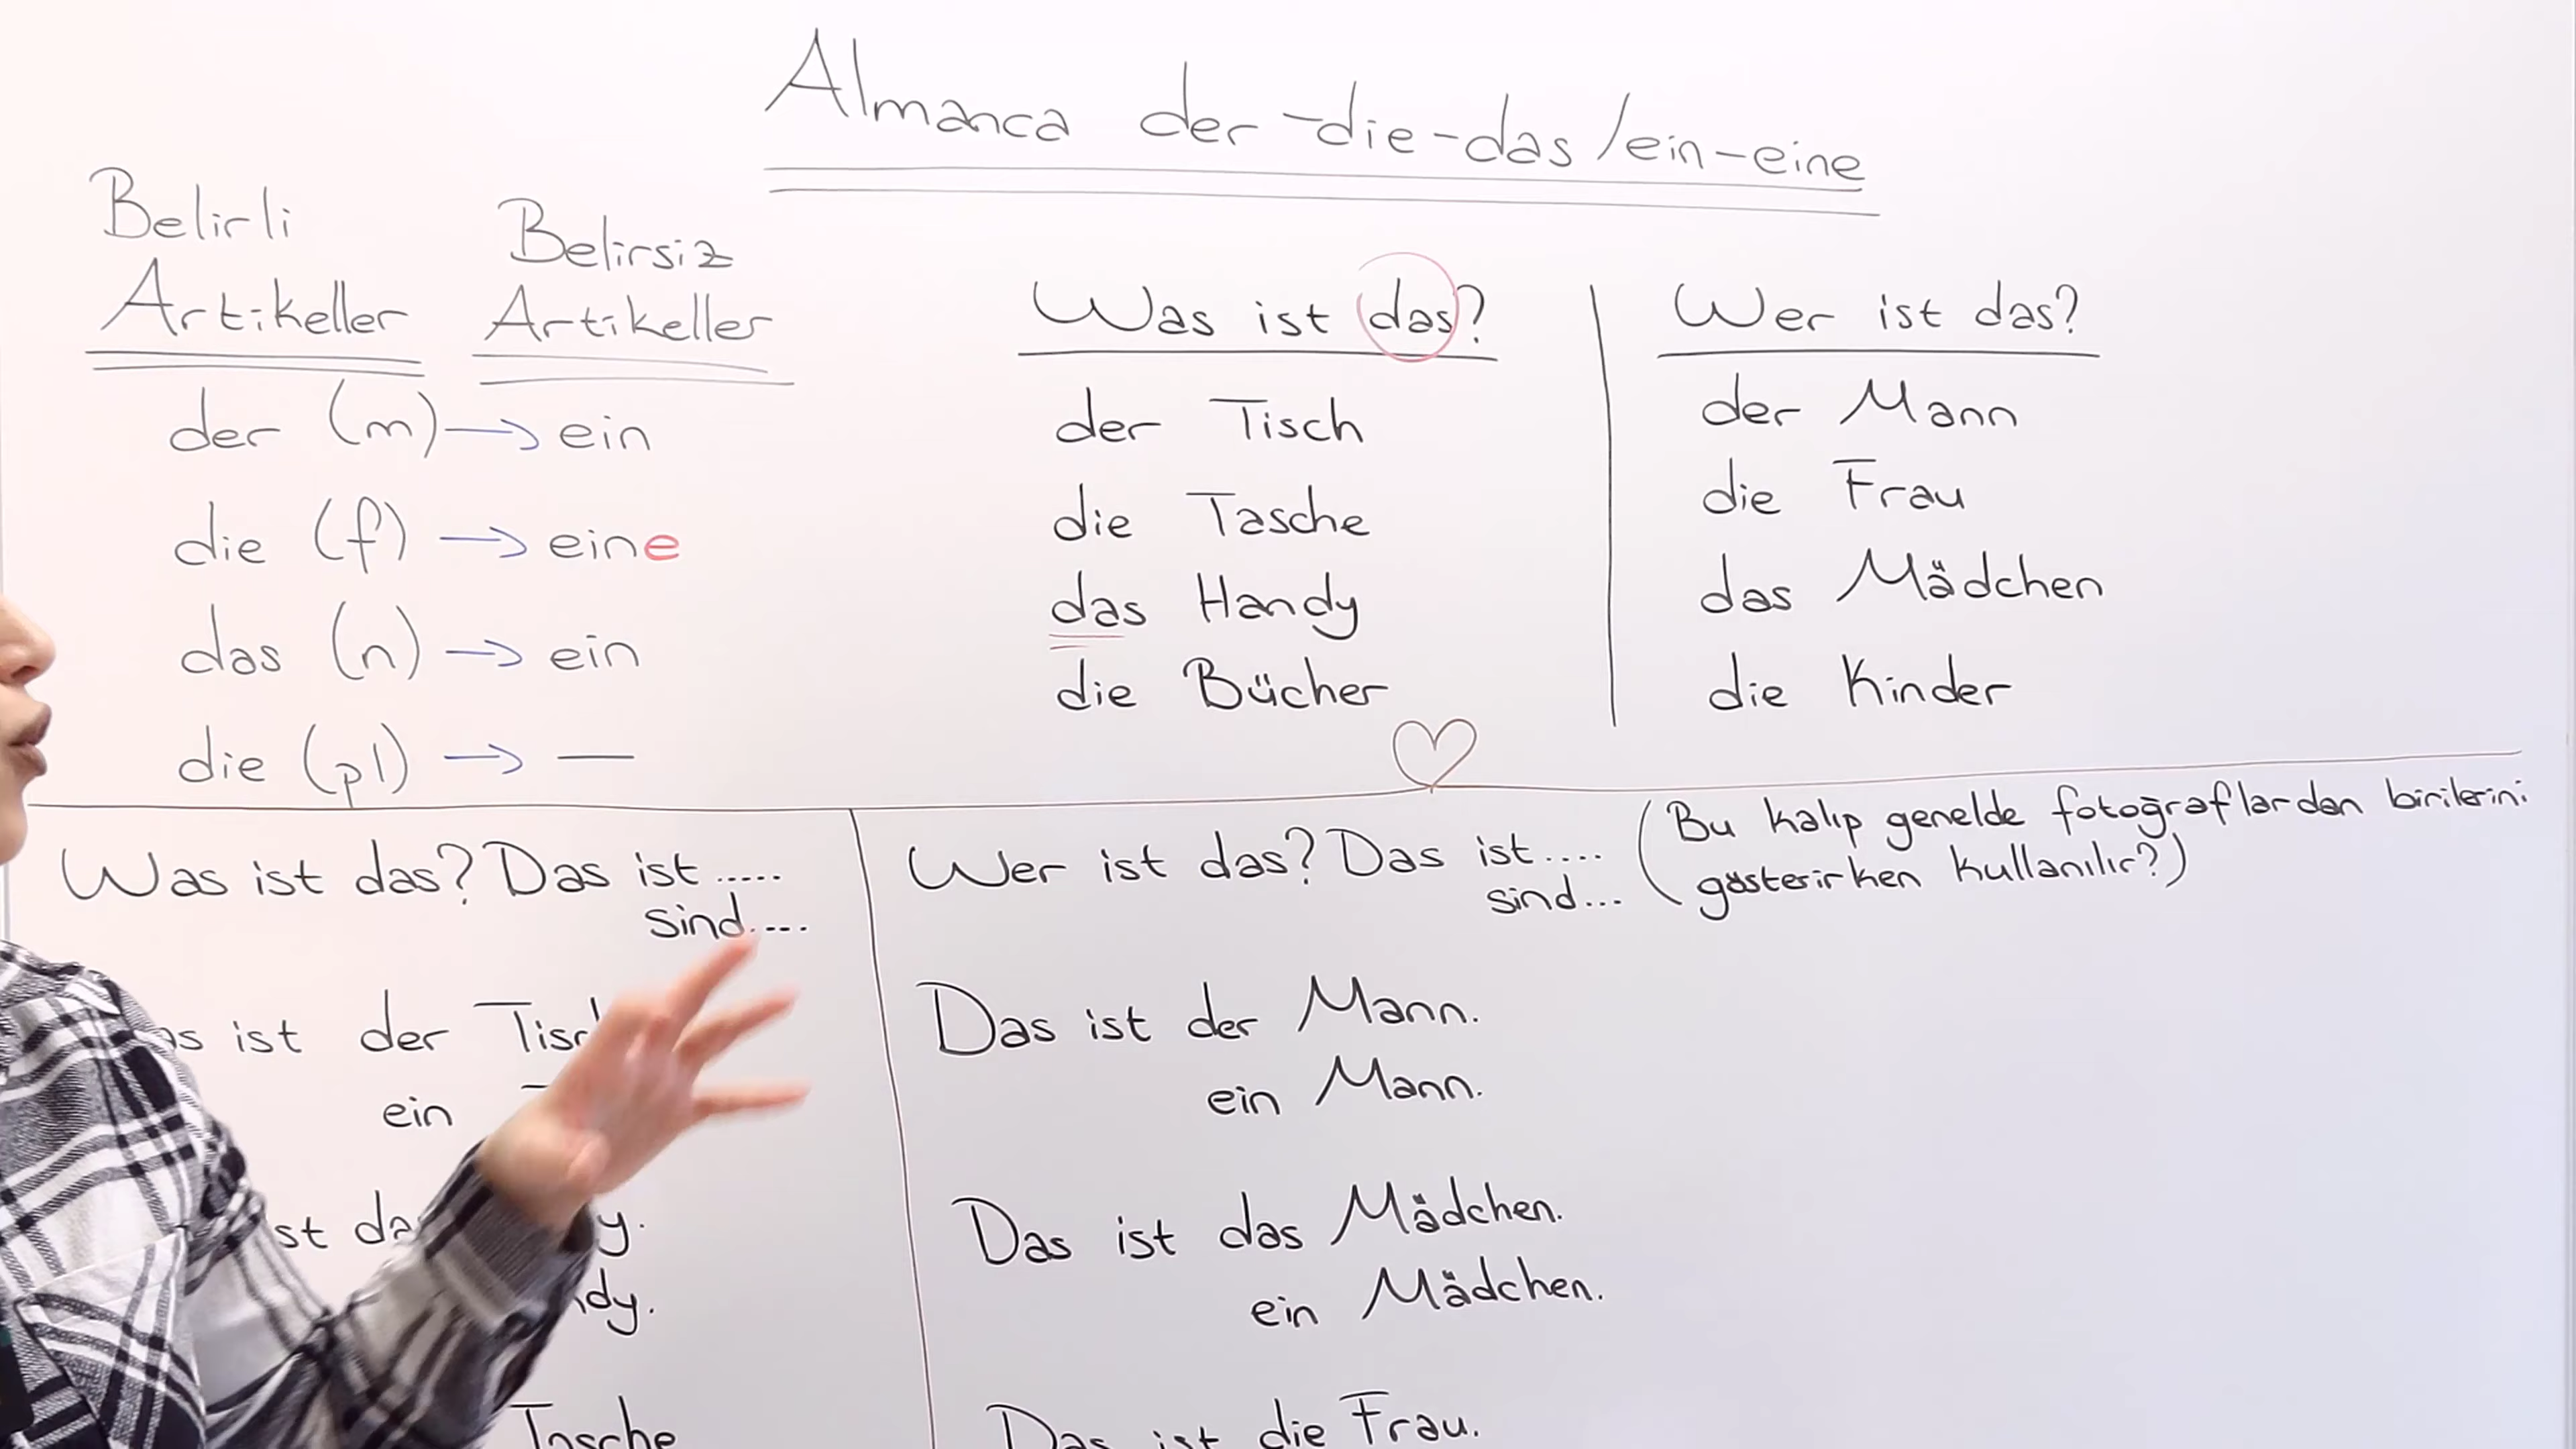 Almanca der-die-das/ein-eine
Belirli Artikeller
der (m) →
die (f) →
das (n) →
die (pl) →
Belirsiz Artikeller
ein
eine
ein
—
Was ist das?
der Tisch
die Tasche
das Handy
die Bücher
Wer ist das?
der Mann
die Frau
das Mädchen
die Kinder
Was ist das? Das ist .....
sind....
ist der
ein
Wer ist das? Das ist....
sind...
(Bu kalıp genelde fotoğraflardan birilerini
gösterirken kullanılır?)
Das ist der Mann.
ein Mann.
Das ist das Mädchen.
ein Mädchen.
Das ist die Frau.
Tasche